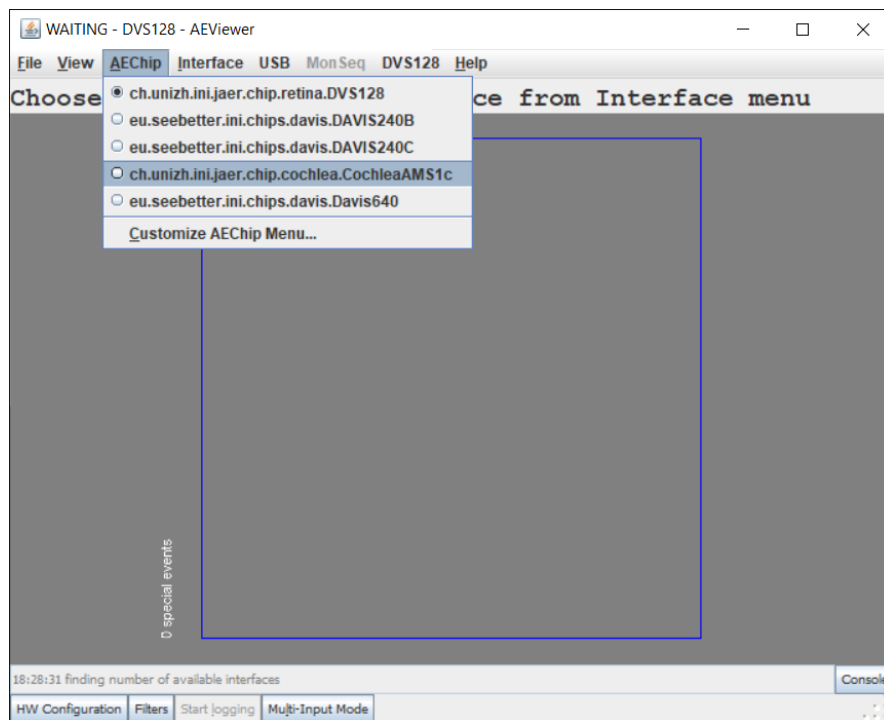 WAITING - DVS128 - AEViewer
File View AEChip Interface USB MonSeq DVS128 Help
Choose ce from Interface menu
ch.unizh.ini.jaer.chip.retina.DVS128
eu.seebetter.ini.chips.davis.DAVIS240B
eu.seebetter.ini.chips.davis.DAVIS240C
ch.unizh.ini.jaer.chip.cochlea.CochleaAMS1c
eu.seebetter.ini.chips.davis.Davis640
Customize AEChip Menu...
0 special events
18:28:31 finding number of available interfaces
Console
HW Configuration Filters Start logging Multi-Input Mode